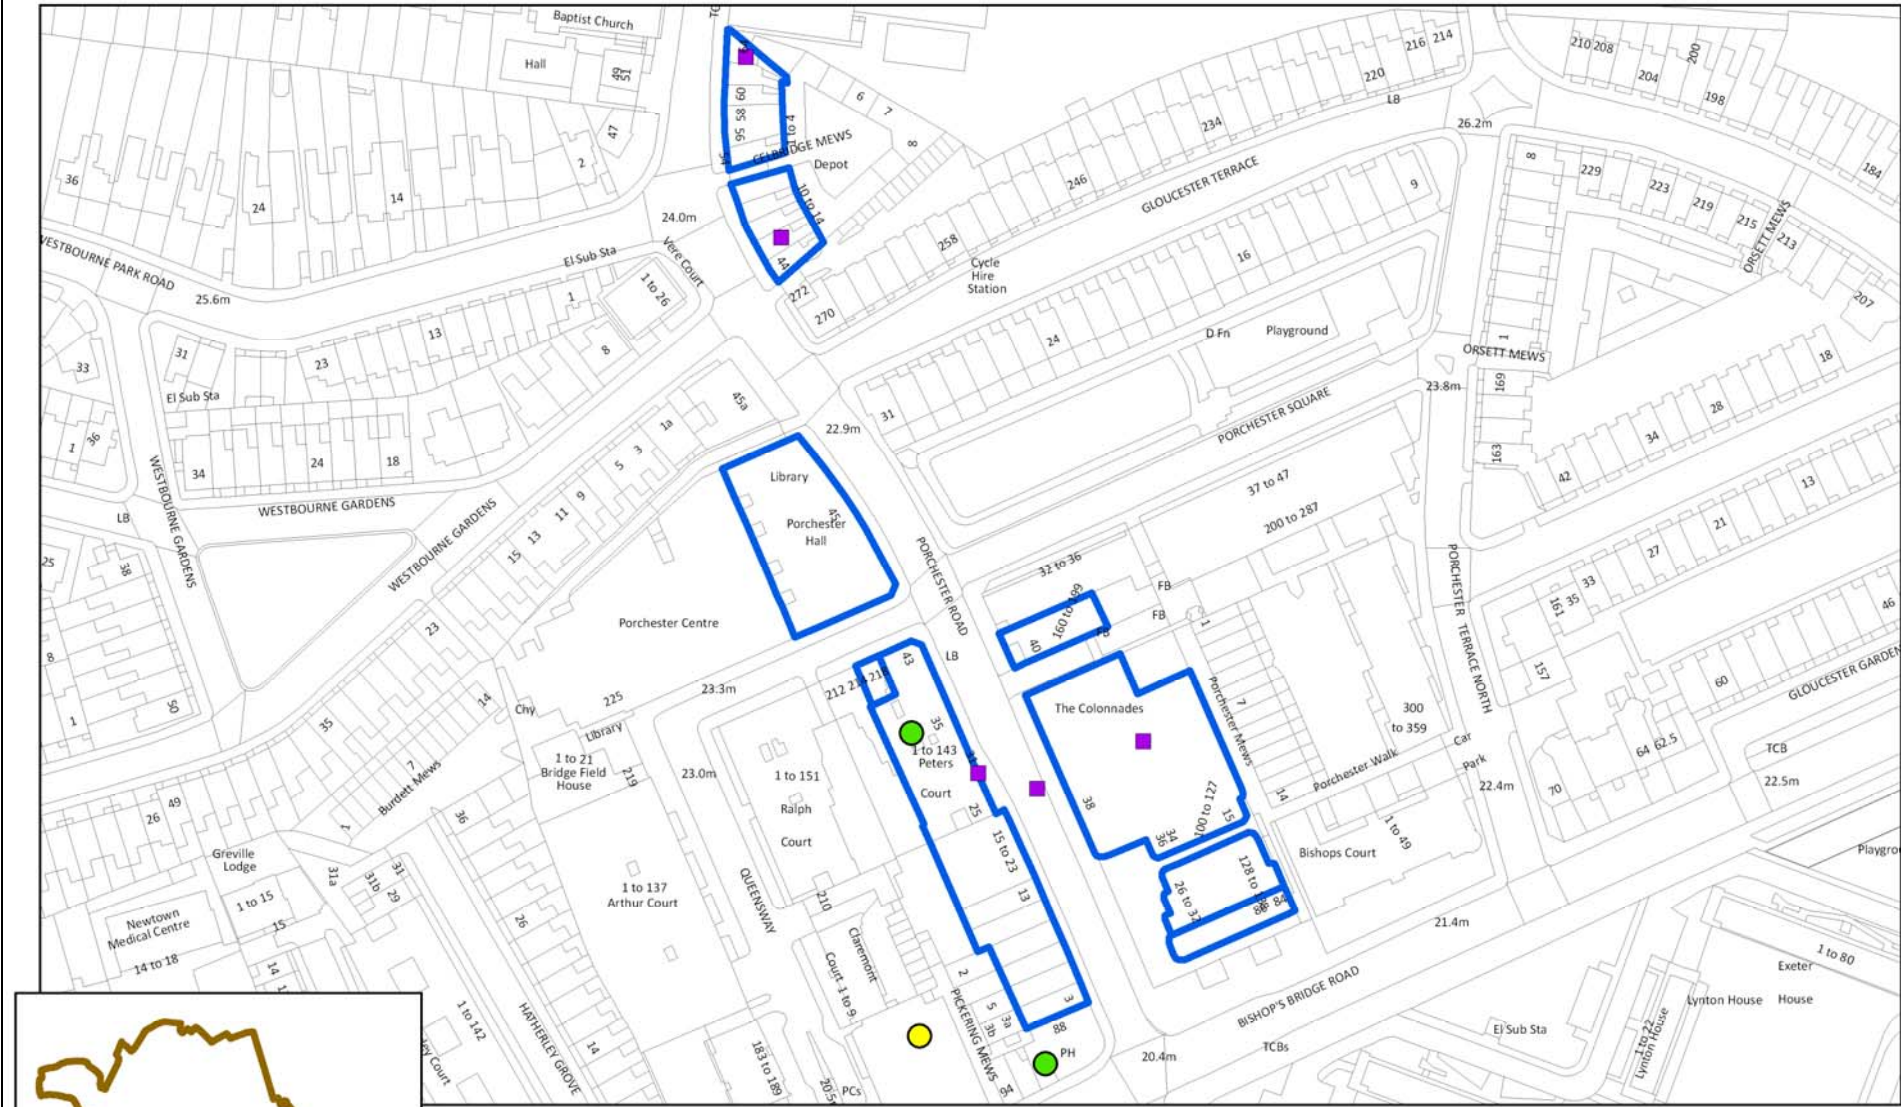 Baptist Church
Hall
49
51
47
2
36
24
14
WESTBOURNE PARK ROAD
25.6m
El Sub Sta
24.0m
Vere Court
1 to 26
1
13
23
31
33
8
El Sub Sta
1
36
34
24
18
WESTBOURNE GARDENS
WESTBOURNE GARDENS
WESTBOURNE GARDENS
LB
25
38
8
1
50
60
58
56
54
1 to 4
CELBRIDGE MEWS
Depot
6
7
8
10 to 14
44
272
270
258
246
234
220
216
214
LB
26.2m
GLOUCESTER TERRACE
Cycle
Hire
Station
9
16
24
31
D Fn
Playground
PORCHESTER SQUARE
22.9m
23.8m
210
208
204
200
198
184
8
229
223
219
215
213
207
ORSETT MEWS
ORSETT MEWS
1
169
163
18
28
34
42
13
21
27
33
35
161
157
46
60
GLOUCESTER GARDEN
64
62.5
70
TCB
22.5m
45a
1a
3
5
9
11
13
15
23
35
49
26
Library
45
Porchester
Hall
Porchester Centre
PORCHESTER ROAD
LB
37 to 47
200 to 287
32 to 36
160 to 199
40
FB
FB
FB
1
7
14
Porchester Mews
The Colonnades
38
34
36
100 to 127
15
300
to 359
Porchester Walk
Car
Park
PORCHESTER TERRACE NORTH
22.4m
1 to 49
Bishops Court
26 to 32
84
21.4m
BISHOP'S BRIDGE ROAD
20.4m
TCBs
El Sub Sta
1 to 22
Lynton House
Lynton House
Exeter
House
1 to 80
14
Chy
225
Library
23.3m
212
214
43
35
1 to 143
Peters
Court
25
15 to 23
13
3
88
PH
94
1 to 21
Bridge Field
House
219
23.0m
1 to 151
Ralph
Court
7
Burdett Mews
1
36
Greville
Lodge
31a
31b
31
29
1 to 15
15
Newtown
Medical Centre
14 to 18
14
1 to 137
Arthur Court
QUEENSWAY
210
Claremont
Court 1 to 9
2
5
3a
3b
PICKERING MEWS
26
14
HATHERLEY GROVE
1 to 142
183 to 189
PCs